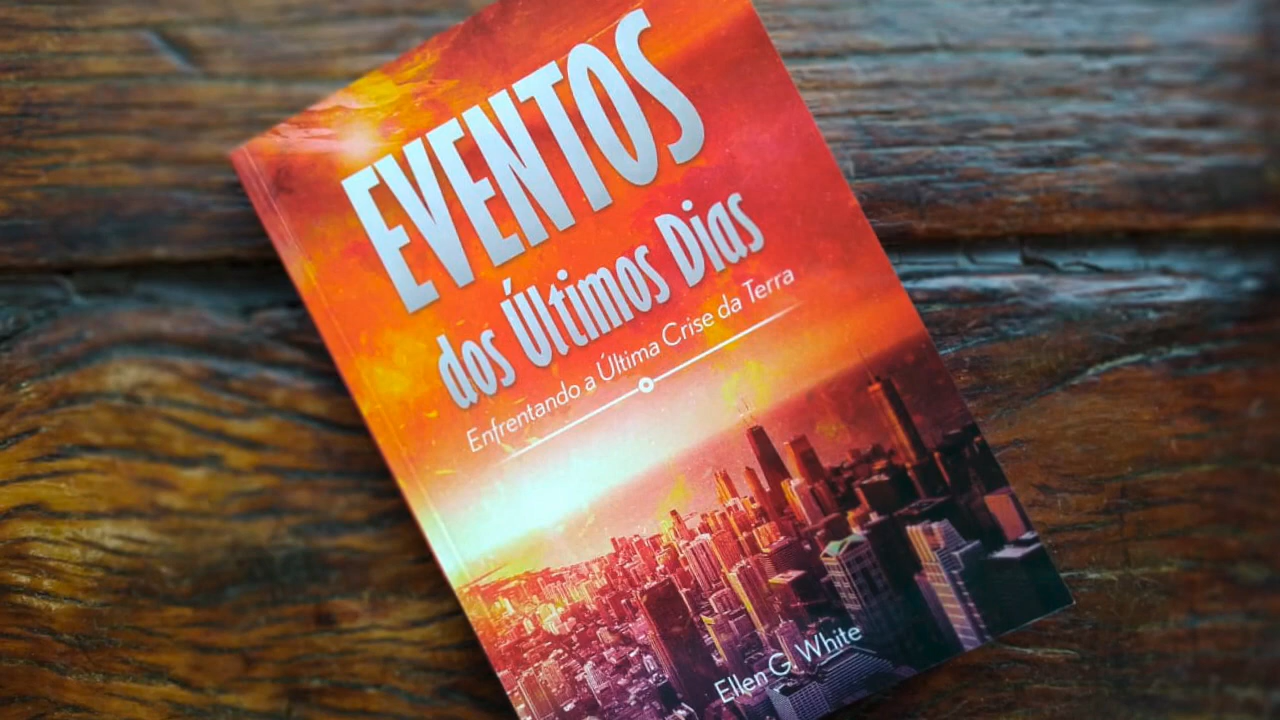 EVENTOS
dos Últimos Dias
Enfrentando a Última Crise da Terra
Ellen G. White